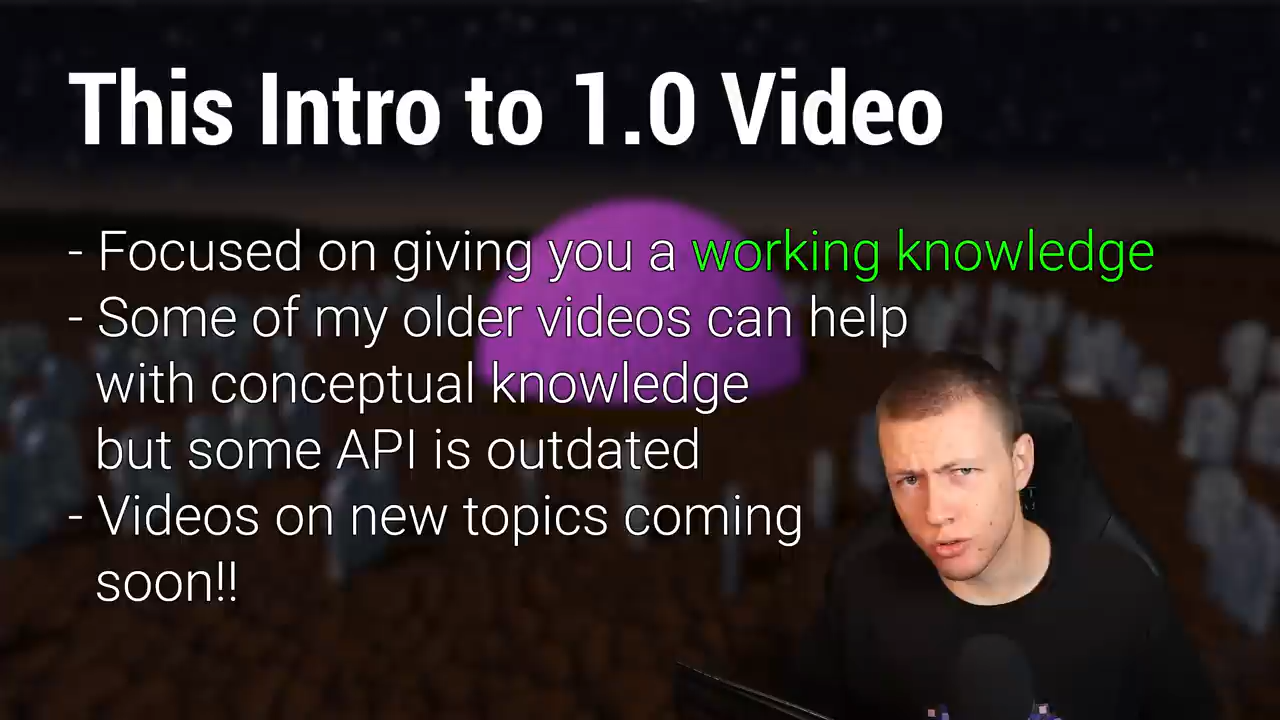 This Intro to 1.0 Video
- Focused on giving you a working knowledge
- Some of my older videos can help
with conceptual knowledge
but some API is outdated
- Videos on new topics coming
soon!!